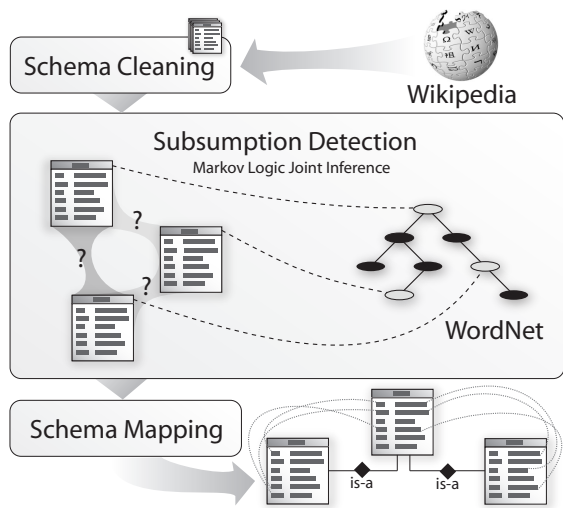 Schema Cleaning
Wikipedia
Subsumption Detection
Markov Logic Joint Inference
?
?
?
WordNet
Schema Mapping
is-a
is-a